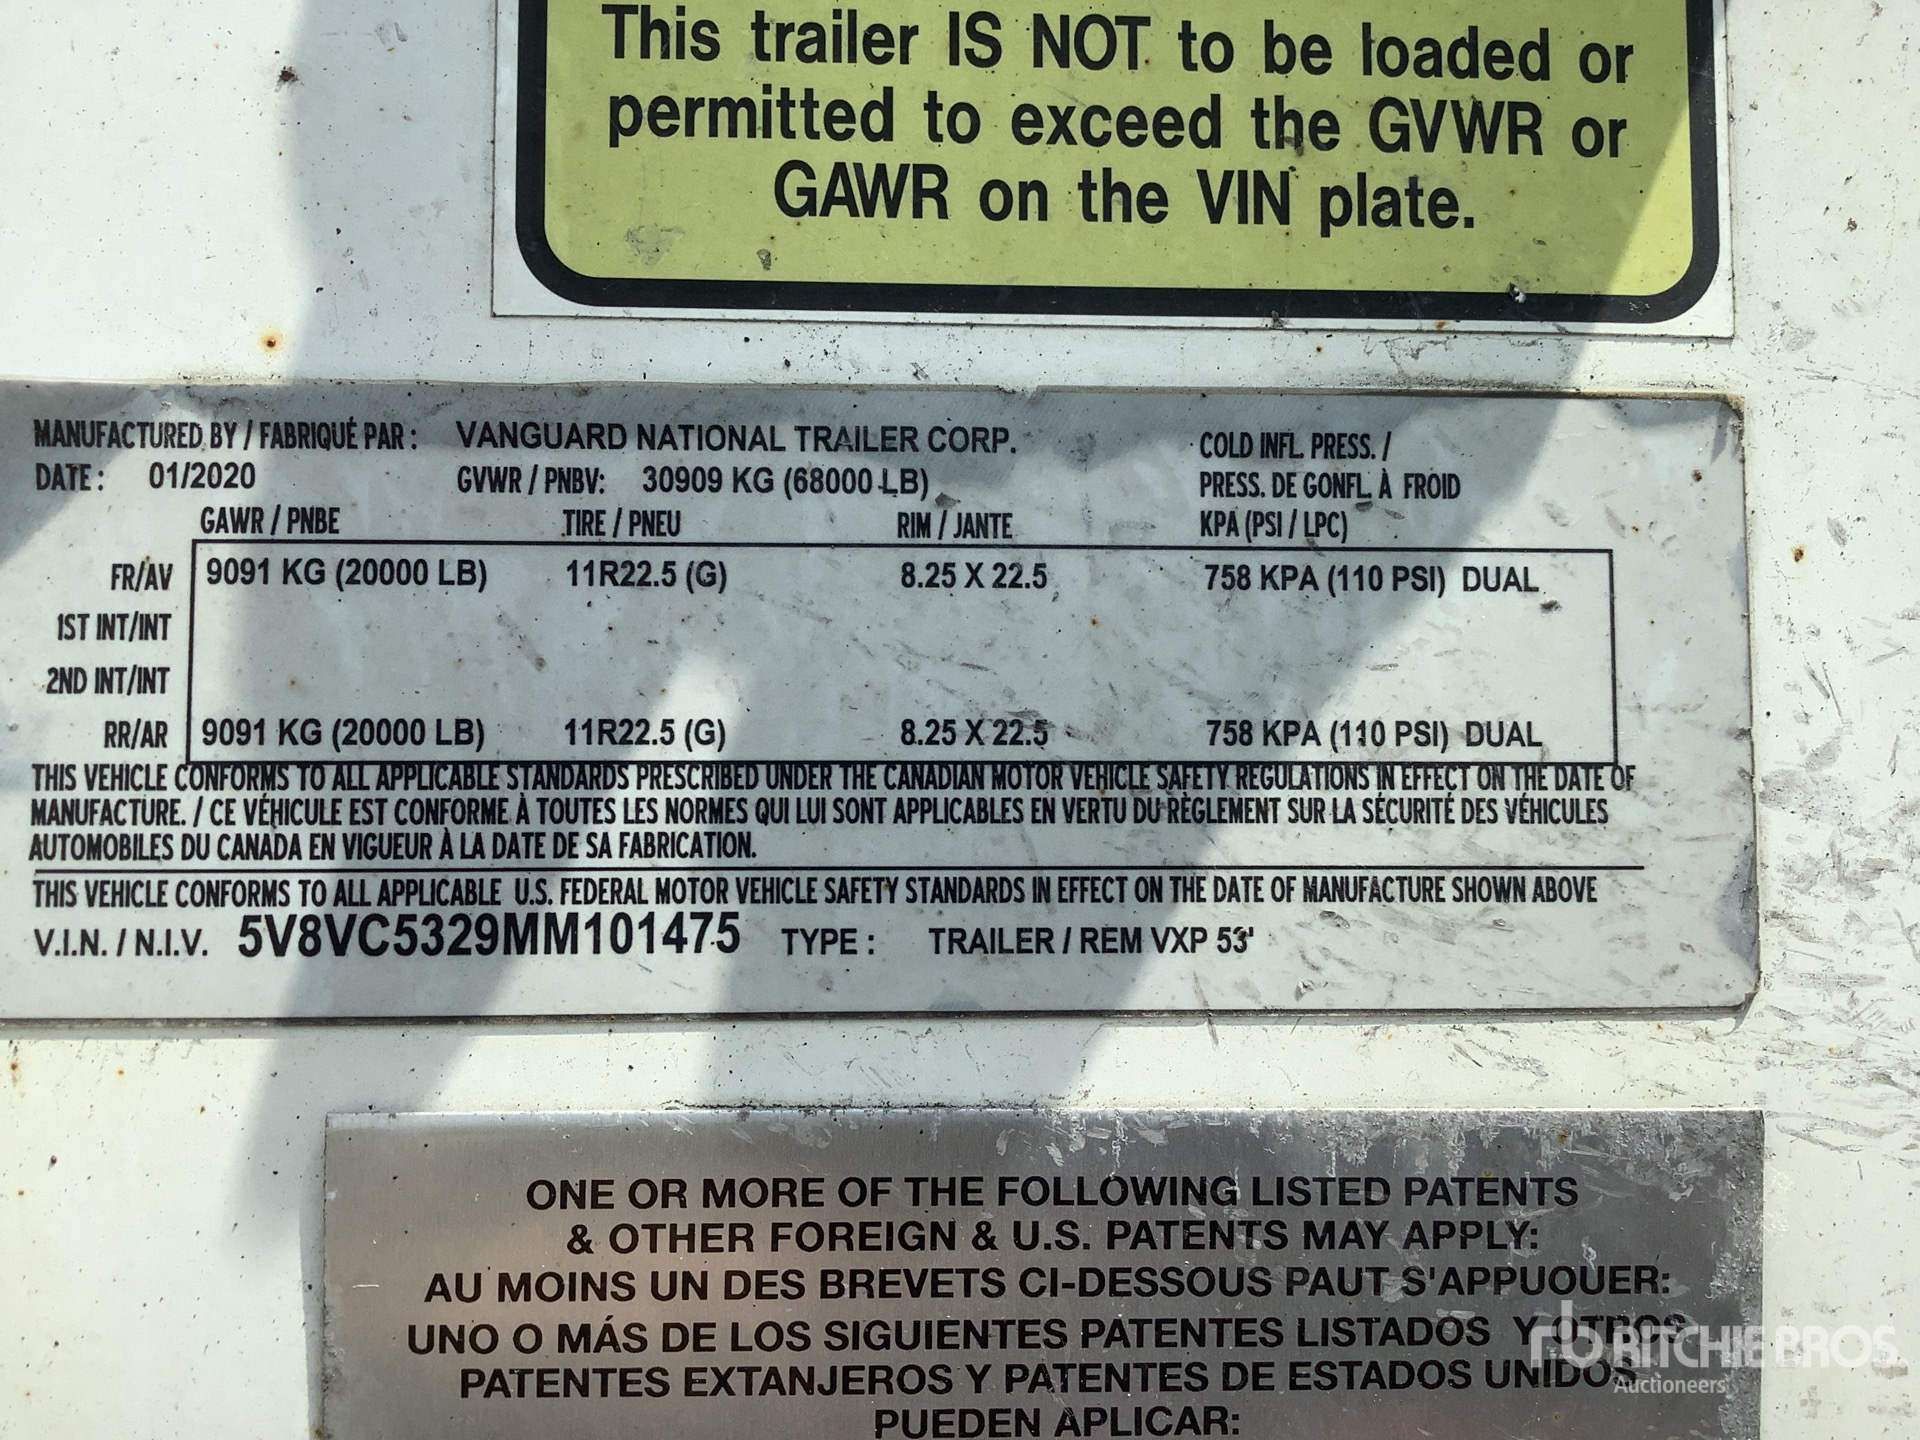 This trailer IS NOT to be loaded or
permitted to exceed the GVWR or
GAWR on the VIN plate.
MANUFACTURED BY / FABRIQUÉ PAR : VANGUARD NATIONAL TRAILER CORP.
DATE : 01/2020 GVWR / PNBV: 30909 KG (68000 LB)
COLD INFL. PRESS. /
PRESS. DE GONFL. À FROID
GAWR / PNBE TIRE / PNEU RIM / JANTE KPA (PSI / LPC)
FR/AV 9091 KG (20000 LB) 11R22.5 (G) 8.25 X 22.5 758 KPA (110 PSI) DUAL
1ST INT/INT
2ND INT/INT
RR/AR 9091 KG (20000 LB) 11R22.5 (G) 8.25 X 22.5 758 KPA (110 PSI) DUAL
THIS VEHICLE CONFORMS TO ALL APPLICABLE STANDARDS PRESCRIBED UNDER THE CANADIAN MOTOR VEHICLE SAFETY REGULATIONS IN EFFECT ON THE DATE OF
MANUFACTURE. / CE VÉHICULE EST CONFORME À TOUTES LES NORMES QUI LUI SONT APPLICABLES EN VERTU DU RÈGLEMENT SUR LA SÉCURITÉ DES VÉHICULES
AUTOMOBILES DU CANADA EN VIGUEUR À LA DATE DE SA FABRICATION.
THIS VEHICLE CONFORMS TO ALL APPLICABLE U.S. FEDERAL MOTOR VEHICLE SAFETY STANDARDS IN EFFECT ON THE DATE OF MANUFACTURE SHOWN ABOVE
V.I.N. / N.I.V. 5V8VC5329MM101475 TYPE : TRAILER / REM VXP 53'
ONE OR MORE OF THE FOLLOWING LISTED PATENTS
& OTHER FOREIGN & U.S. PATENTS MAY APPLY:
AU MOINS UN DES BREVETS CI-DESSOUS PAUT S'APPUOUER:
UNO O MÁS DE LOS SIGUIENTES PATENTES LISTADOS Y OTROS
PATENTES EXTANJEROS Y PATENTES DE ESTADOS UNIDOS
PUEDEN APLICAR:
rb RITCHIE BROS.
Auctioneers